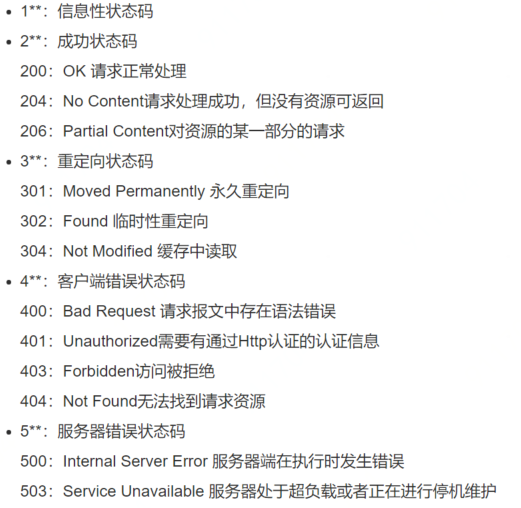 • 1**：信息性状态码
• 2**：成功状态码
200：OK 请求正常处理
204：No Content请求处理成功，但没有资源可返回
206：Partial Content对资源的某一部分的请求
• 3**：重定向状态码
301：Moved Permanently 永久重定向
302：Found 临时性重定向
304：Not Modified 缓存中读取
• 4**：客户端错误状态码
400：Bad Request 请求报文中存在语法错误
401：Unauthorized需要有通过Http认证的认证信息
403：Forbidden访问被拒绝
404：Not Found无法找到请求资源
• 5**：服务器错误状态码
500：Internal Server Error 服务器端在执行时发生错误
503：Service Unavailable 服务器处于超负载或者正在进行停机维护